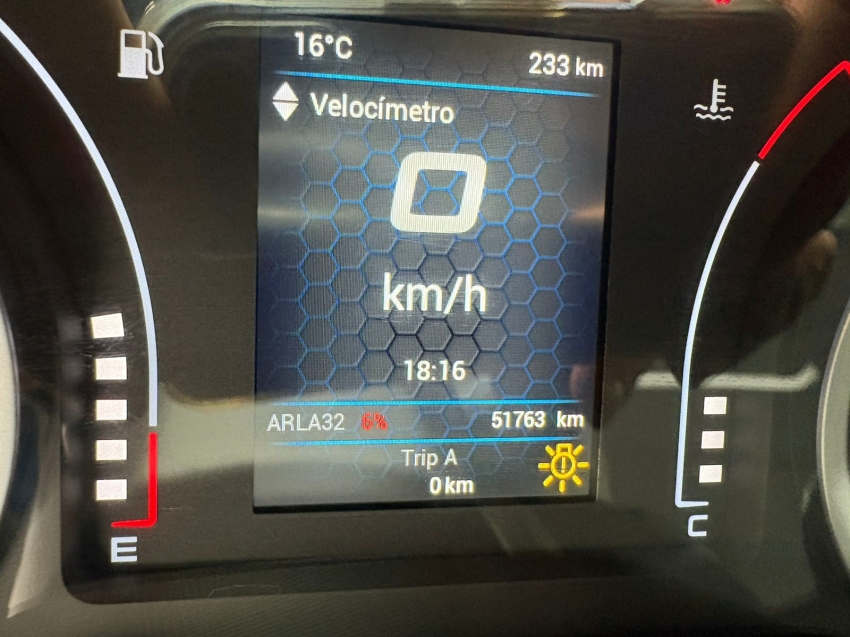 16°C
233 km
Velocímetro
0
km/h
18:16
ARLA32 6% 51763 km
Trip A
0 km
E
C